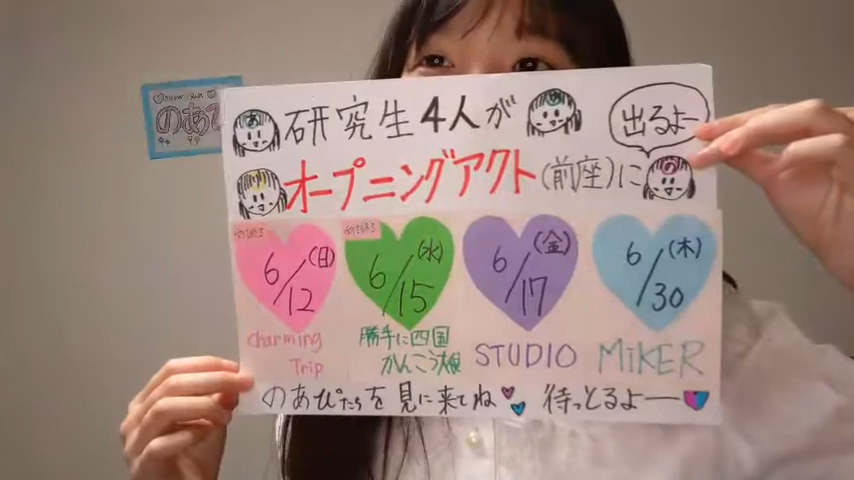 のあぴ
研究生4人が
出るよー
オープニングアクト(前座)に
6/12(日)
6/15(水)
6/17(金)
6/30(木)
Charming Trip
勝手に四国
かんこう大使
STUDIO
MiKER
のあぴたちを見に来てね 待っとるよー